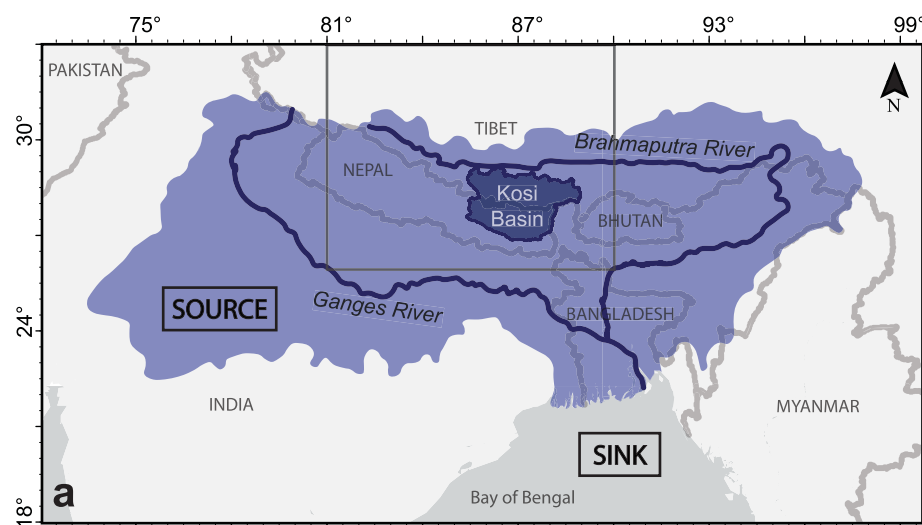 75°
81°
87°
93°
99°
PAKISTAN
N
TIBET
30°
Brahmaputra River
NEPAL
Kosi
Basin
BHUTAN
SOURCE
Ganges River
BANGLADESH
24°
INDIA
MYANMAR
SINK
a
Bay of Bengal
18°